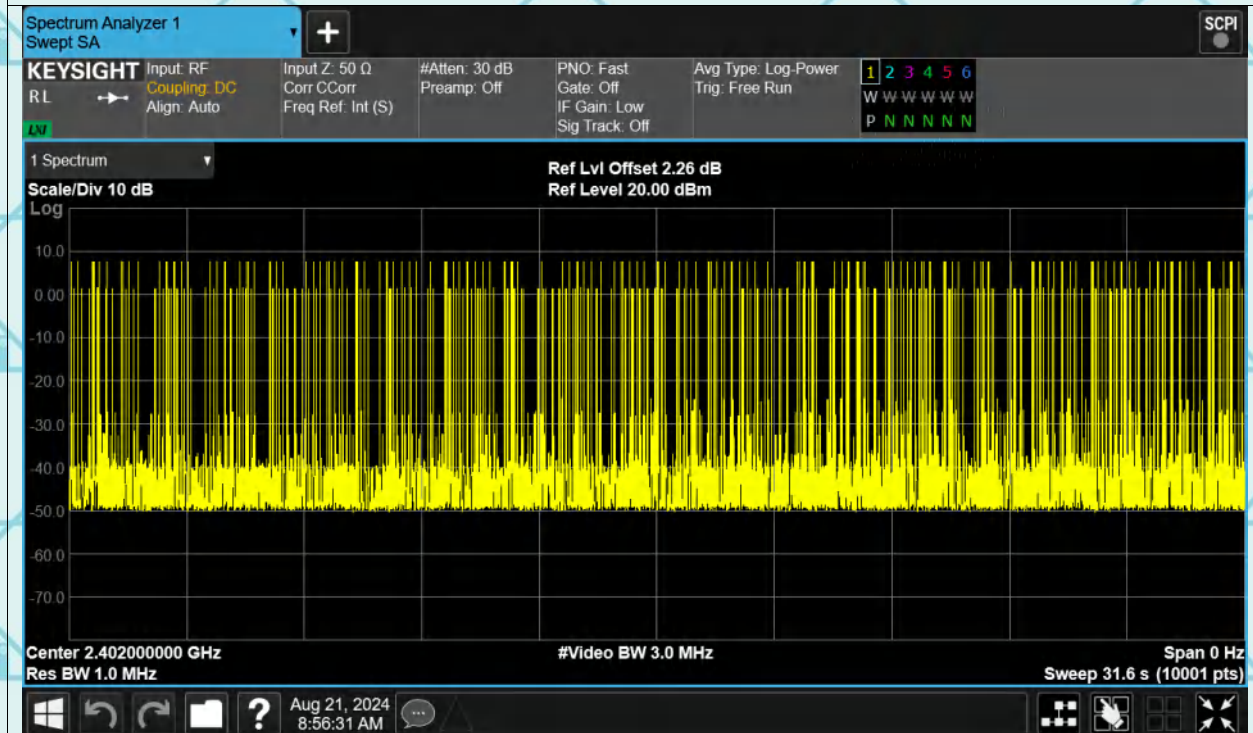 Spectrum Analyzer 1
Swept SA
+
SCPI
KEYSIGHT
RL
LXI
Input: RF
Coupling: DC
Align: Auto
Input Z: 50 Ω
Corr CCorr
Freq Ref: Int (S)
#Atten: 30 dB
Preamp: Off
PNO: Fast
Gate: Off
IF Gain: Low
Sig Track: Off
Avg Type: Log-Power
Trig: Free Run
1 2 3 4 5 6
W W W W W W
P N N N N N
1 Spectrum
Scale/Div 10 dB
Ref Lvl Offset 2.26 dB
Ref Level 20.00 dBm
Log
10.0
0.00
-10.0
-20.0
-30.0
-40.0
-50.0
-60.0
-70.0
Center 2.402000000 GHz
#Video BW 3.0 MHz
Span 0 Hz
Res BW 1.0 MHz
Sweep 31.6 s (10001 pts)
?
Aug 21, 2024
8:56:31 AM